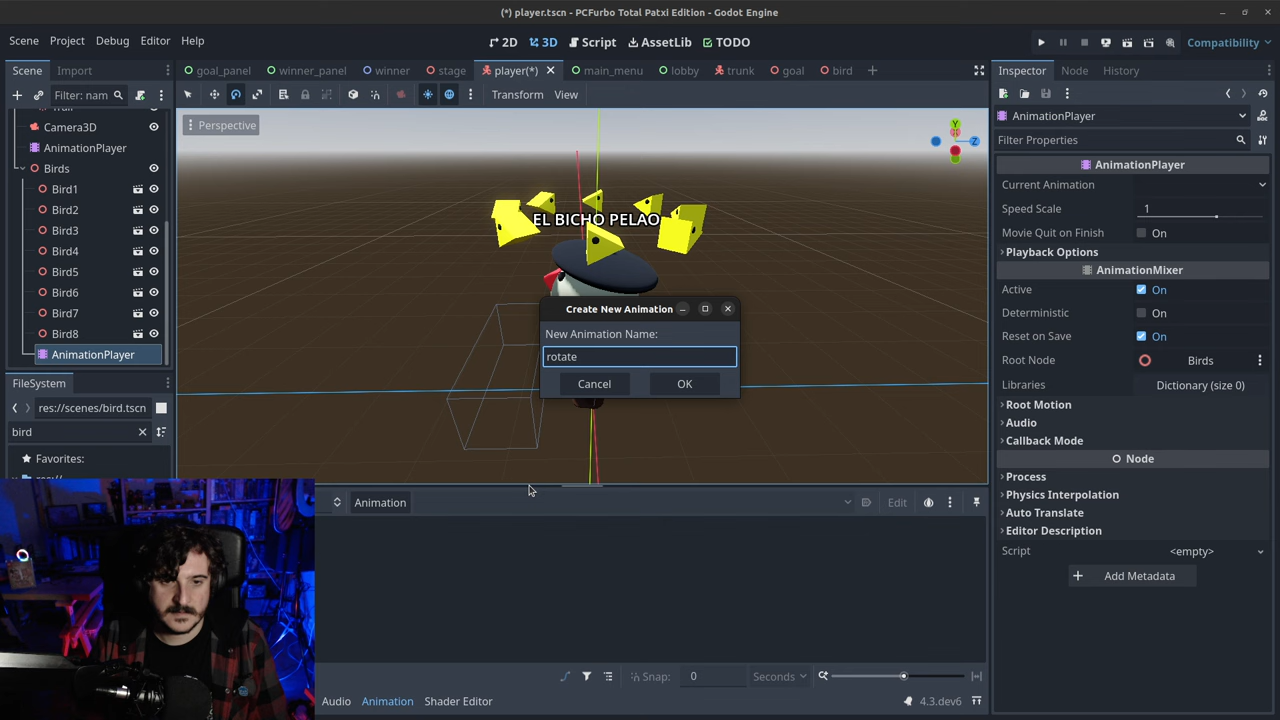 (*) player.tscn - PCFurbo Total Patxi Edition - Godot Engine
Scene Project Debug Editor Help
2D 3D Script AssetLib TODO
Compatibility
Scene Import
goal_panel winner_panel winner stage player(*) main_menu lobby trunk goal bird
Inspector Node History
Filter: nam
Transform View
AnimationPlayer
Filter Properties
Camera3D
AnimationPlayer
Birds
Bird1
Bird2
Bird3
Bird4
Bird5
Bird6
Bird7
Bird8
AnimationPlayer
Perspective
Y
Z
EL BICHO PELAO
Create New Animation
New Animation Name:
rotate
Cancel OK
AnimationPlayer
Current Animation
Speed Scale 1
Movie Quit on Finish On
Playback Options
AnimationMixer
Active On
Deterministic On
Reset on Save On
Root Node Birds
Libraries Dictionary (size 0)
Root Motion
Audio
Callback Mode
Node
Process
Physics Interpolation
Auto Translate
Editor Description
Script <empty>
Add Metadata
FileSystem
res://scenes/bird.tscn
bird
Favorites:
Animation Edit
Snap: 0 Seconds
Audio Animation Shader Editor
4.3.dev6